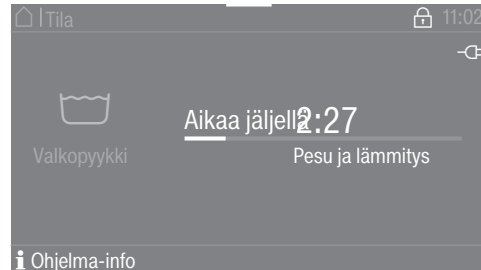 Tila 11:02
Aikaa jäljellä 2:27
Valkopyykki Pesu ja lämmitys
i Ohjelma-info